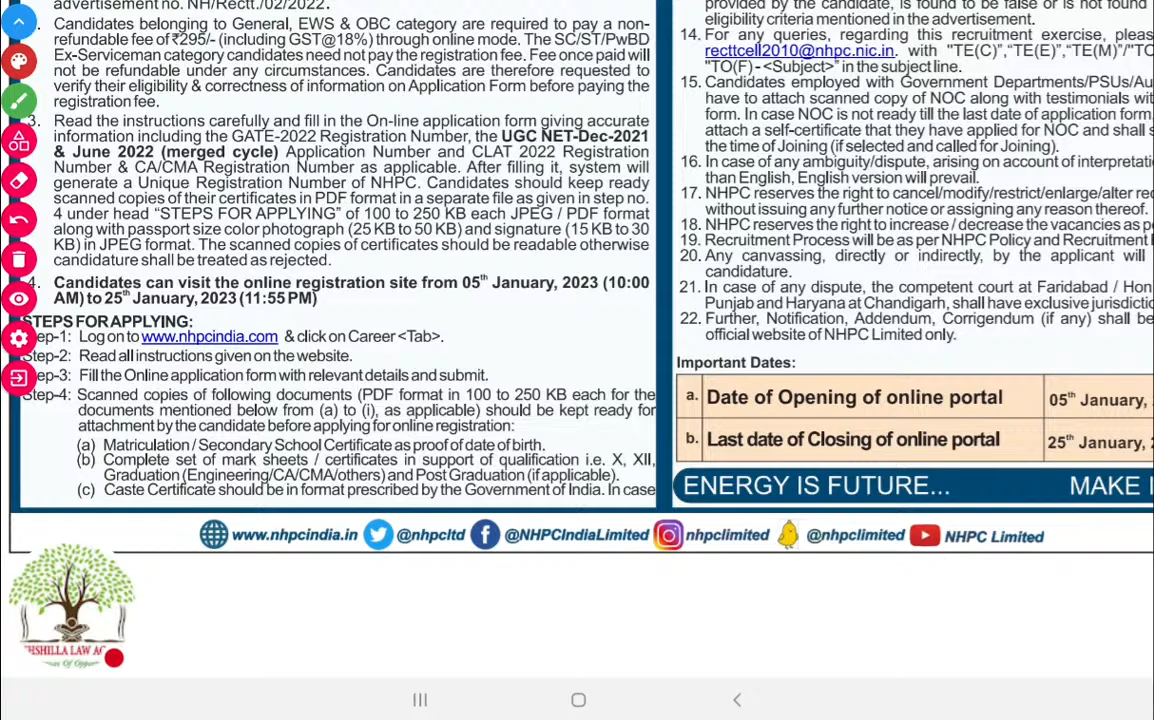 advertisement no. NH/Rectt./02/2022.
Candidates belonging to General, EWS & OBC category are required to pay a non-
refundable fee of ₹295/- (including GST@18%) through online mode. The SC/ST/PwBD
Ex-Serviceman category candidates need not pay the registration fee. Fee once paid will
not be refundable under any circumstances. Candidates are therefore requested to
verify their eligibility & correctness of information on Application Form before paying the
registration fee.
3. Read the instructions carefully and fill in the On-line application form giving accurate
information including the GATE-2022 Registration Number, the UGC NET-Dec-2021
& June 2022 (merged cycle) Application Number and CLAT 2022 Registration
Number & CA/CMA Registration Number as applicable. After filling it, system will
generate a Unique Registration Number of NHPC. Candidates should keep ready
scanned copies of their certificates in PDF format in a separate file as given in step no.
4 under head "STEPS FOR APPLYING" of 100 to 250 KB each JPEG / PDF format
along with passport size color photograph (25 KB to 50 KB) and signature (15 KB to 30
KB) in JPEG format. The scanned copies of certificates should be readable otherwise
candidature shall be treated as rejected.
4. Candidates can visit the online registration site from 05th January, 2023 (10:00
AM) to 25th January, 2023 (11:55 PM)
STEPS FOR APPLYING:
Step-1: Log on to www.nhpcindia.com & click on Career <Tab>.
Step-2: Read all instructions given on the website.
Step-3: Fill the Online application form with relevant details and submit.
Step-4: Scanned copies of following documents (PDF format in 100 to 250 KB each for the
documents mentioned below from (a) to (i), as applicable) should be kept ready for
attachment by the candidate before applying for online registration:
(a) Matriculation / Secondary School Certificate as proof of date of birth.
(b) Complete set of mark sheets / certificates in support of qualification i.e. X, XII,
Graduation (Engineering/CA/CMA/others) and Post Graduation (if applicable).
(c) Caste Certificate should be in format prescribed by the Government of India. In case
provided by the candidate, is found to be false or is not found
eligibility criteria mentioned in the advertisement.
14. For any queries, regarding this recruitment exercise, pleas
recttcell2010@nhpc.nic.in. with "TE(C)","TE(E)","TE(M)"/"TO
"TO(F) - <Subject>" in the subject line.
15. Candidates employed with Government Departments/PSUs/Au
have to attach scanned copy of NOC along with testimonials wit
form. In case NOC is not ready till the last date of application form
attach a self-certificate that they have applied for NOC and shall s
the time of Joining (if selected and called for Joining).
16. In case of any ambiguity/dispute, arising on account of interpretati
than English, English version will prevail.
17. NHPC reserves the right to cancel/modify/restrict/enlarge/alter rec
without issuing any further notice or assigning any reason thereof.
18. NHPC reserves the right to increase / decrease the vacancies as p
19. Recruitment Process will be as per NHPC Policy and Recruitment
20. Any canvassing, directly or indirectly, by the applicant will
candidature.
21. In case of any dispute, the competent court at Faridabad / Hon
Punjab and Haryana at Chandigarh, shall have exclusive jurisdictio
22. Further, Notification, Addendum, Corrigendum (if any) shall be
official website of NHPC Limited only.
Important Dates:
a. Date of Opening of online portal 05th January,
b. Last date of Closing of online portal 25th January, 2
ENERGY IS FUTURE... MAKE I
www.nhpcindia.in @nhpcltd @NHPCIndiaLimited nhpclimited @nhpclimited NHPC Limited
HSHILLA LAW AC
as Of Oppor